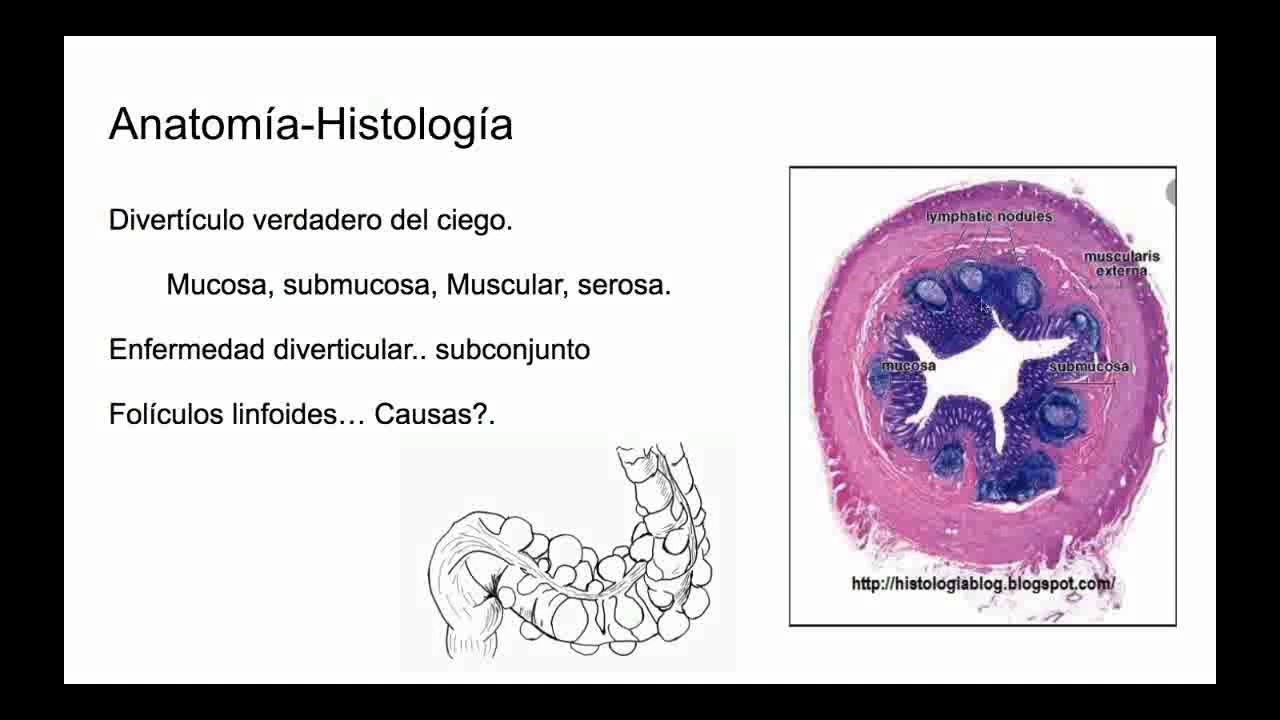 Anatomía-Histología
Divertículo verdadero del ciego.
Mucosa, submucosa, Muscular, serosa.
Enfermedad diverticular.. subconjunto
Folículos linfoides… Causas?.
lymphatic nodules
muscularis
externa
mucosa
submucosa
http://histologiablog.blogspot.com/